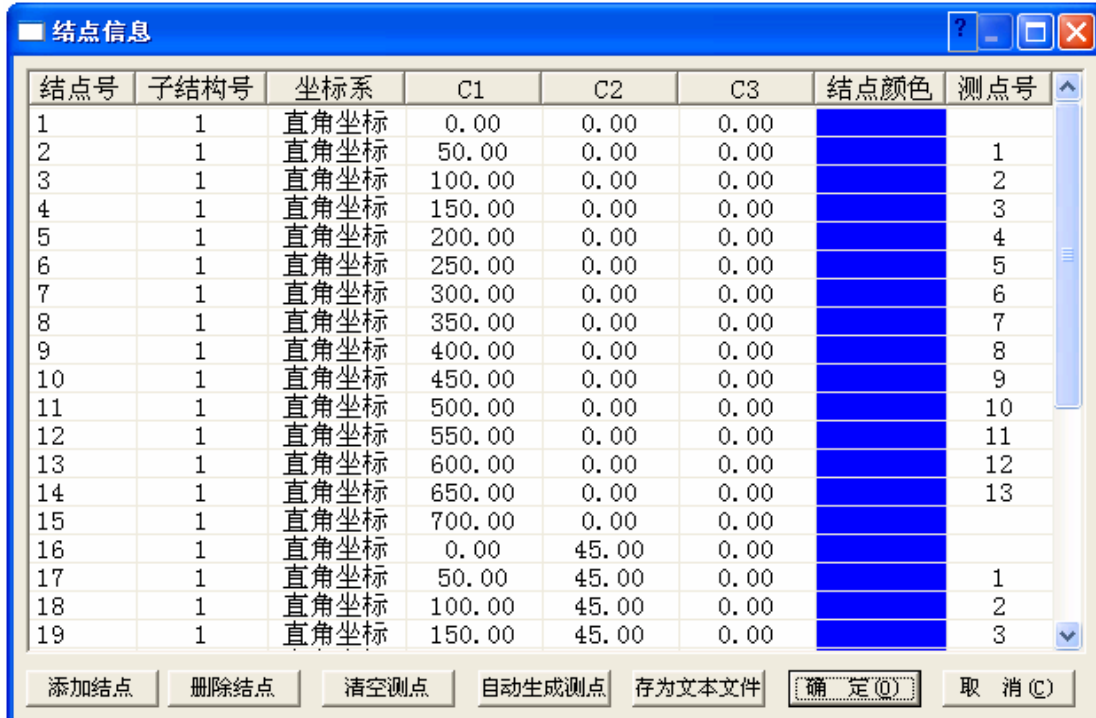 结点信息
结点号 子结构号 坐标系 C1 C2 C3 结点颜色 测点号
1 1 直角坐标 0.00 0.00 0.00
2 1 直角坐标 50.00 0.00 0.00 1
3 1 直角坐标 100.00 0.00 0.00 2
4 1 直角坐标 150.00 0.00 0.00 3
5 1 直角坐标 200.00 0.00 0.00 4
6 1 直角坐标 250.00 0.00 0.00 5
7 1 直角坐标 300.00 0.00 0.00 6
8 1 直角坐标 350.00 0.00 0.00 7
9 1 直角坐标 400.00 0.00 0.00 8
10 1 直角坐标 450.00 0.00 0.00 9
11 1 直角坐标 500.00 0.00 0.00 10
12 1 直角坐标 550.00 0.00 0.00 11
13 1 直角坐标 600.00 0.00 0.00 12
14 1 直角坐标 650.00 0.00 0.00 13
15 1 直角坐标 700.00 0.00 0.00
16 1 直角坐标 0.00 45.00 0.00
17 1 直角坐标 50.00 45.00 0.00 1
18 1 直角坐标 100.00 45.00 0.00 2
19 1 直角坐标 150.00 45.00 0.00 3
添加结点 删除结点 清空测点 自动生成测点 存为文本文件 确 定(O) 取 消(C)